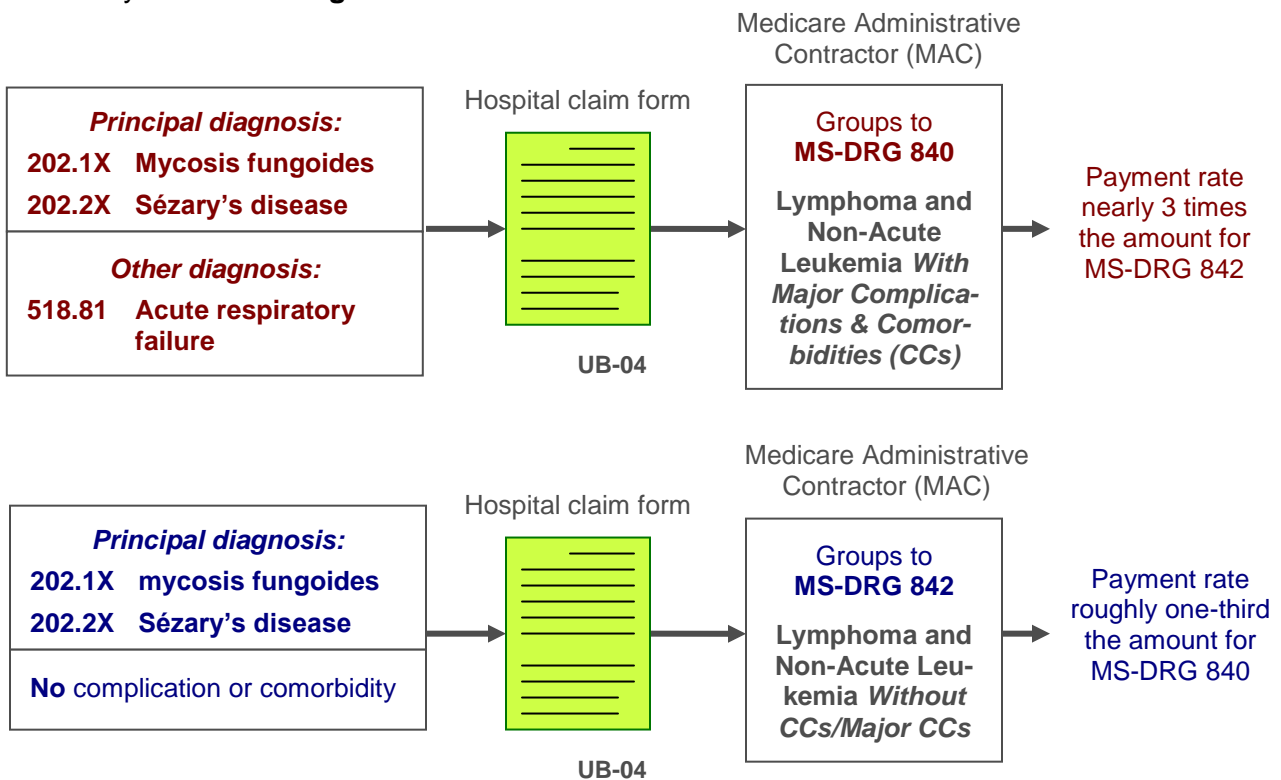 Medicare Administrative
Contractor (MAC)
Hospital claim form
Principal diagnosis:
202.1X Mycosis fungoides
202.2X Sézary’s disease
Other diagnosis:
518.81 Acute respiratory
failure
UB-04
Groups to
MS-DRG 840
Lymphoma and
Non-Acute
Leukemia With
Major Complica-
tions & Comor-
bidities (CCs)
Payment rate
nearly 3 times
the amount for
MS-DRG 842
Medicare Administrative
Contractor (MAC)
Hospital claim form
Principal diagnosis:
202.1X mycosis fungoides
202.2X Sézary’s disease
No complication or comorbidity
UB-04
Groups to
MS-DRG 842
Lymphoma and
Non-Acute Leu-
kemia Without
CCs/Major CCs
Payment rate
roughly one-third
the amount for
MS-DRG 840